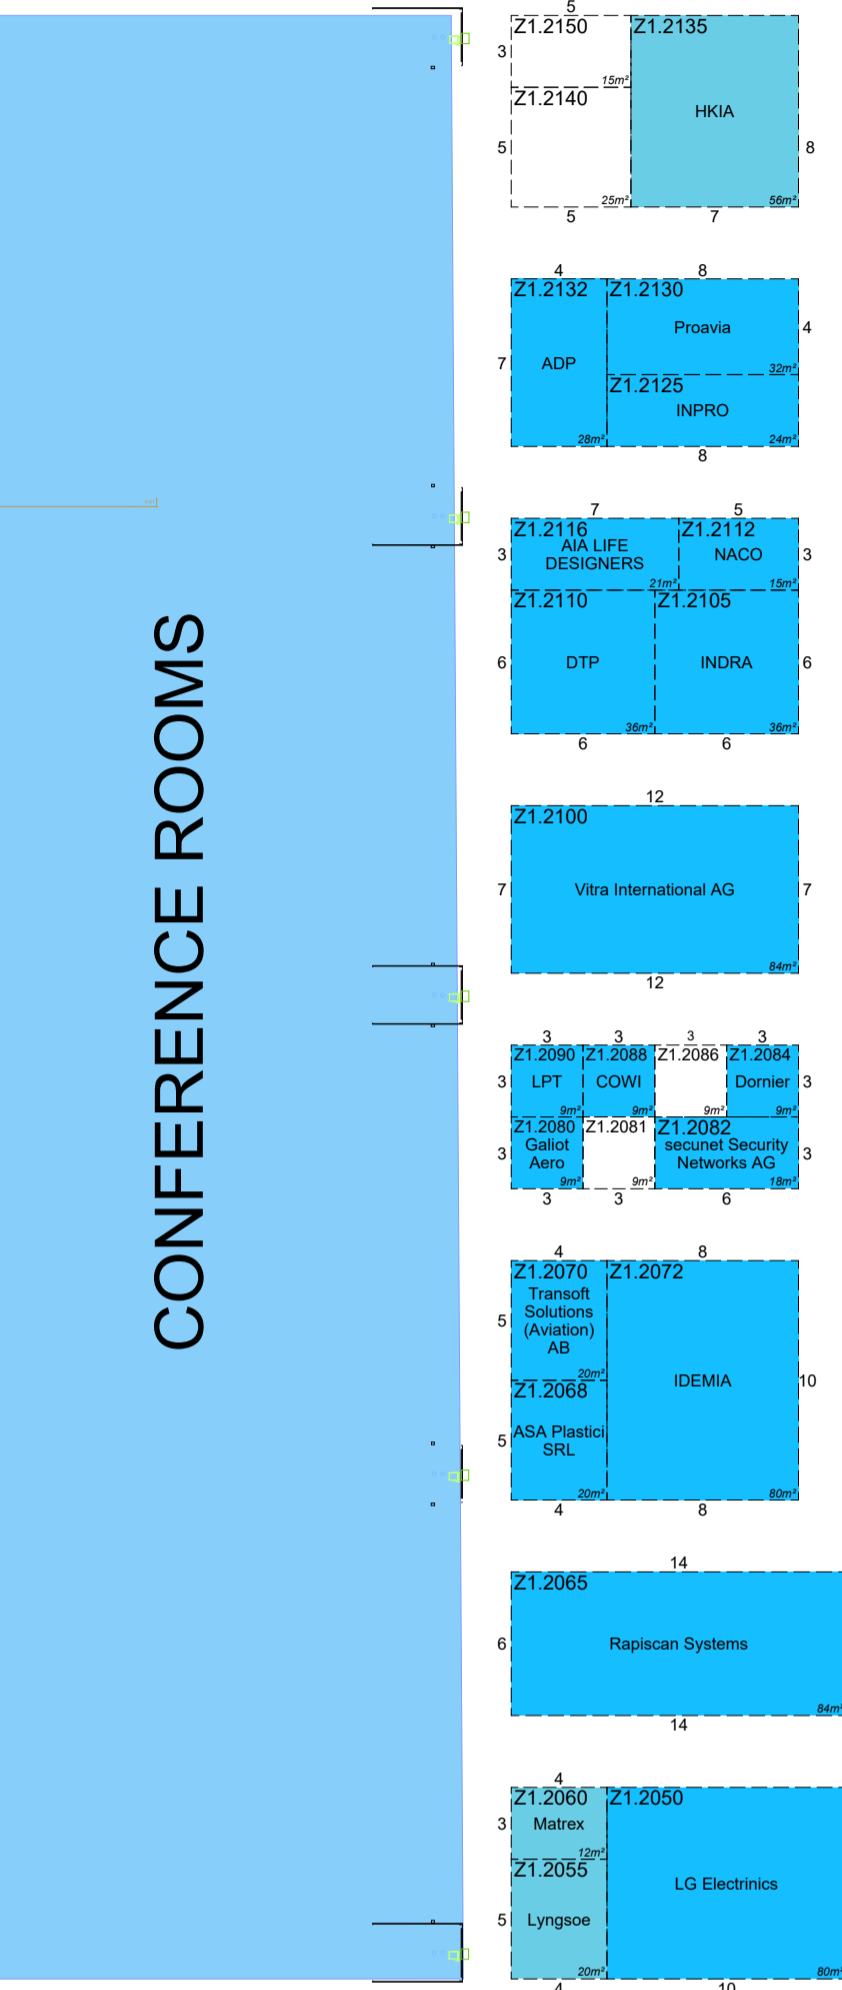 CONFERENCE ROOMS
5
Z1.2150
Z1.2135
3
15m²
Z1.2140
HKIA
5
8
25m²
56m²
5
7
4
8
Z1.2132
Z1.2130
Proavia
4
7
ADP
32m²
Z1.2125
INPRO
28m²
24m²
8
7
5
Z1.2116
Z1.2112
3
AIA LIFE
DESIGNERS
NACO
3
21m²
15m²
Z1.2110
Z1.2105
6
DTP
INDRA
6
36m²
36m²
6
6
12
Z1.2100
7
Vitra International AG
7
84m²
12
3
3
3
3
Z1.2090
Z1.2088
Z1.2086
Z1.2084
3
LPT
COWI
Dornier
3
9m²
9m²
9m²
9m²
Z1.2080
Z1.2081
Z1.2082
3
Galiot
Aero
secunet Security
Networks AG
3
9m²
9m²
18m²
3
3
6
4
8
Z1.2070
Z1.2072
5
Transoft
Solutions
(Aviation)
AB
20m²
Z1.2068
IDEMIA
10
5
ASA Plastici
SRL
20m²
80m²
4
8
14
Z1.2065
6
Rapiscan Systems
84m²
14
4
Z1.2060
Z1.2050
3
Matrex
12m²
Z1.2055
LG Electrinics
5
Lyngsoe
20m²
80m²
4
10